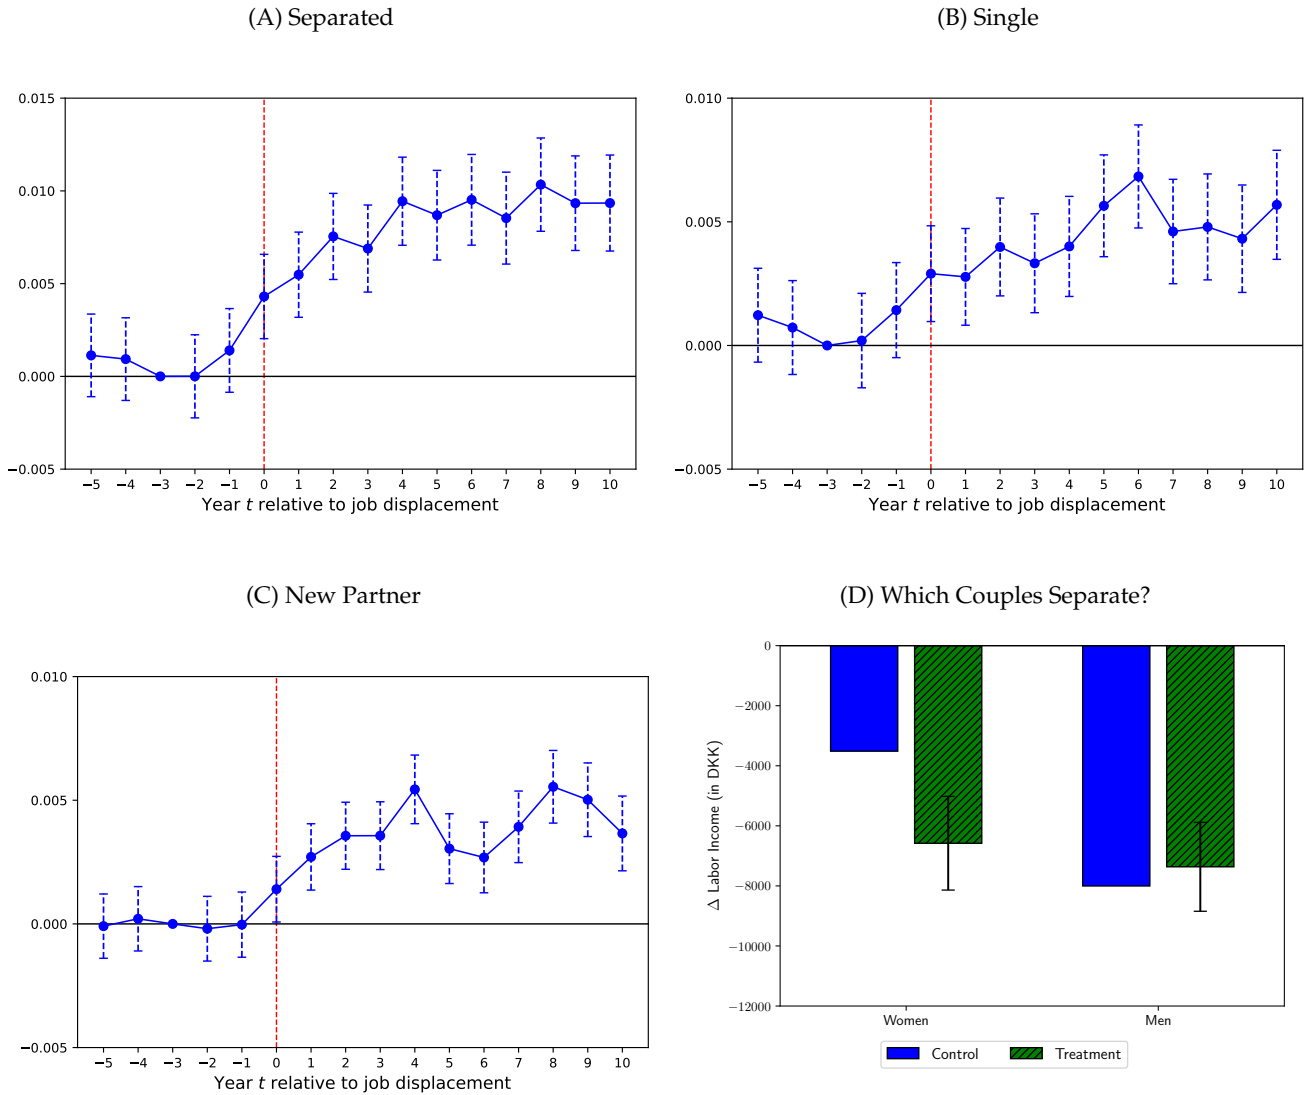 (A) Separated
0.015
0.010
0.005
0.000
−0.005
−5 −4 −3 −2 −1 0 1 2 3 4 5 6 7 8 9 10
Year t relative to job displacement
(B) Single
0.010
0.005
0.000
−0.005
−5 −4 −3 −2 −1 0 1 2 3 4 5 6 7 8 9 10
Year t relative to job displacement
(C) New Partner
0.010
0.005
0.000
−0.005
−5 −4 −3 −2 −1 0 1 2 3 4 5 6 7 8 9 10
Year t relative to job displacement
(D) Which Couples Separate?
Δ Labor Income (in DKK)
0
−2000
−4000
−6000
−8000
−10000
−12000
Women Men
Control Treatment